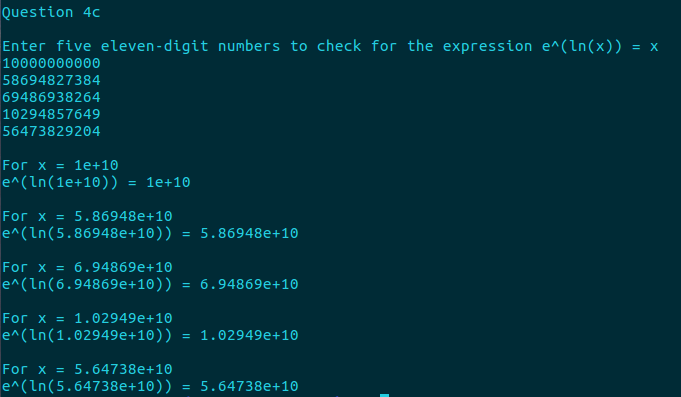 Question 4c
Enter five eleven-digit numbers to check for the expression e^(ln(x)) = x
10000000000
58694827384
69486938264
10294857649
56473829204
For x = 1e+10
e^(ln(1e+10)) = 1e+10
For x = 5.86948e+10
e^(ln(5.86948e+10)) = 5.86948e+10
For x = 6.94869e+10
e^(ln(6.94869e+10)) = 6.94869e+10
For x = 1.02949e+10
e^(ln(1.02949e+10)) = 1.02949e+10
For x = 5.64738e+10
e^(ln(5.64738e+10)) = 5.64738e+10